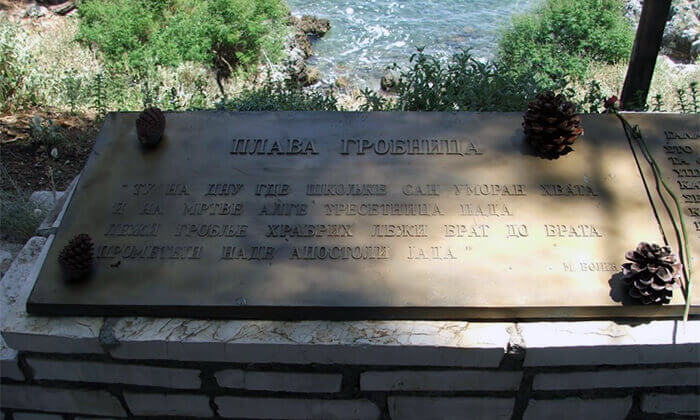 ПЛАВА ГРОБНИЦА
"ТУ НА ДНУ ГДЕ ШКОЉКЕ САН УМОРАН ХВАТА
И НА МРТВЕ АЛГЕ ТРЕСЕТНИЦА ПАДА
ЛЕЖИ ГРОБЉЕ ХРАБРИХ ЛЕЖИ БРАТ ДО БРАТА
ПРОМЕТЕЈИ НАДЕ АПОСТОЛИ ЈАДА"
М. БОЈИЋ